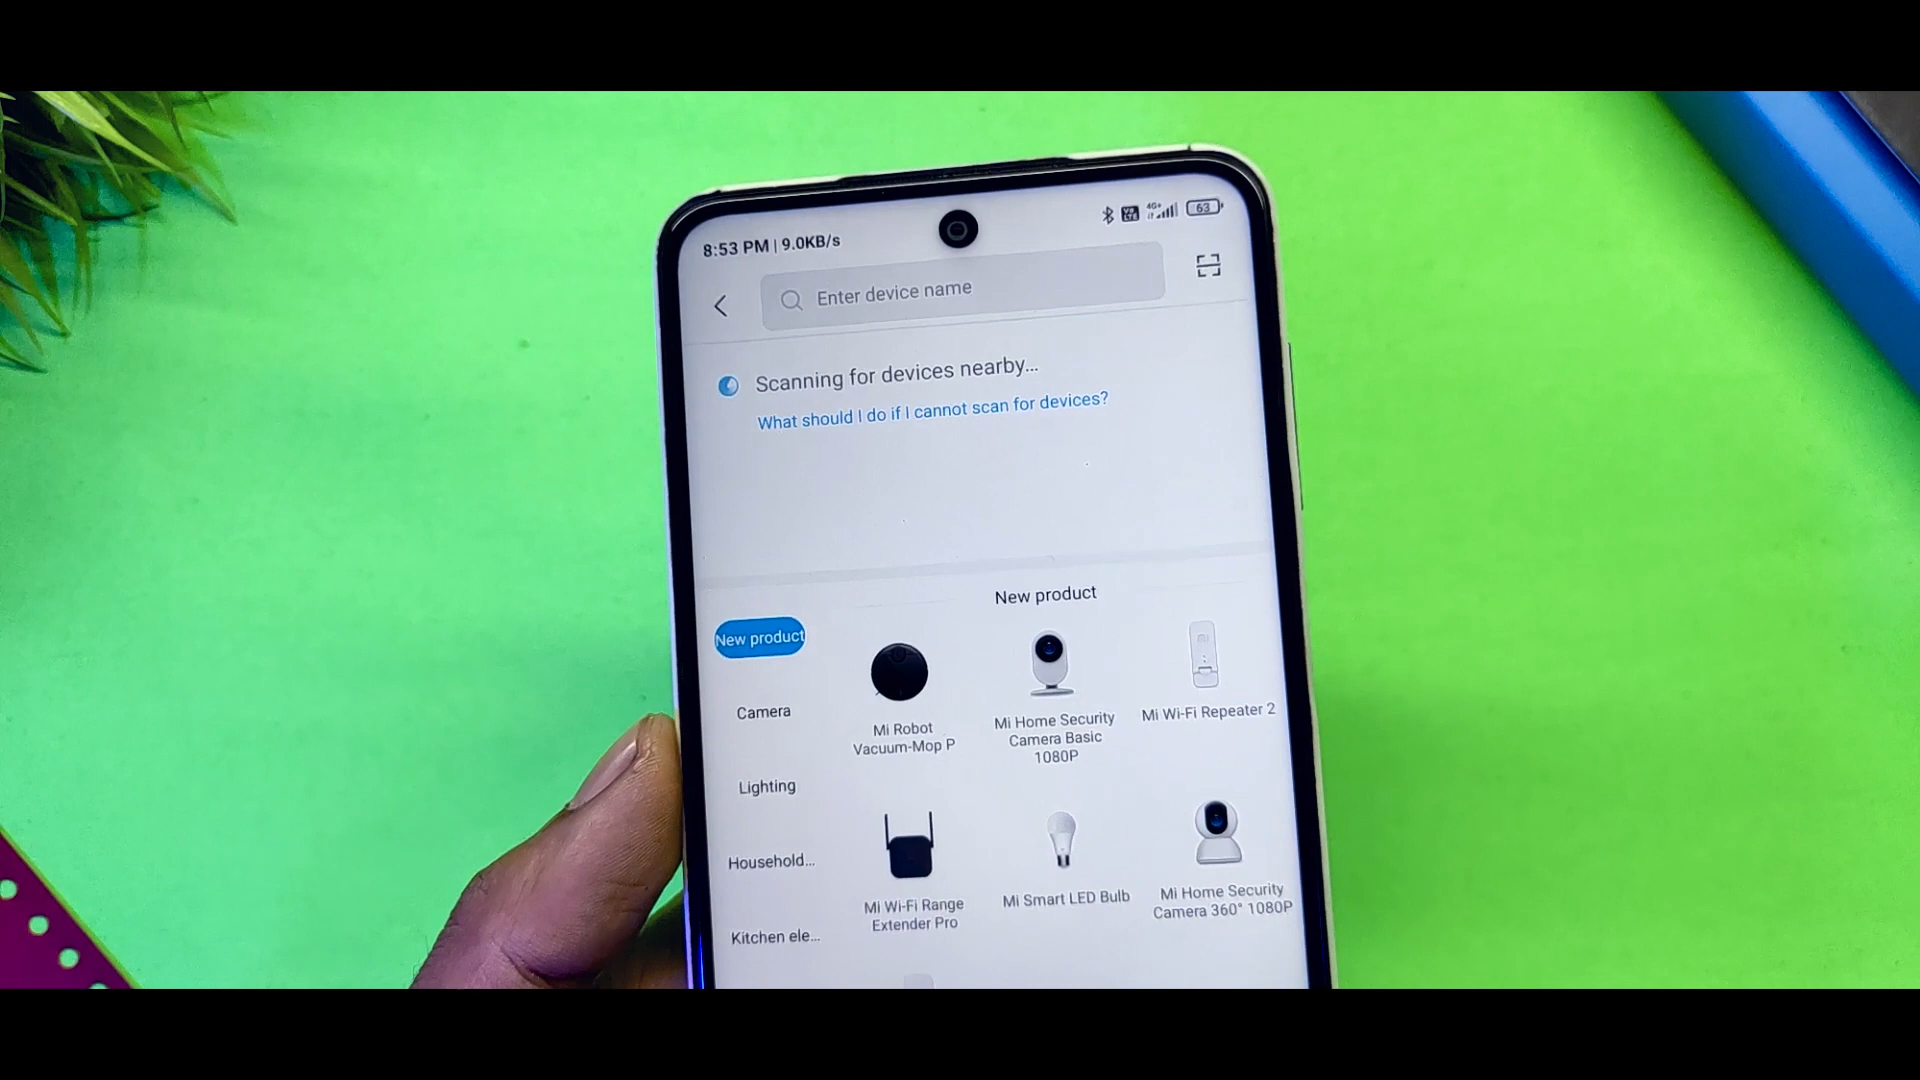 8:53 PM | 9.0KB/s
4G+
63
Enter device name
Scanning for devices nearby...
What should I do if I cannot scan for devices?
New product
New product
Camera
Lighting
Household...
Kitchen ele...
Mi Robot
Vacuum-Mop P
Mi Home Security
Camera Basic
1080P
Mi Wi-Fi Repeater 2
Mi Wi-Fi Range
Extender Pro
Mi Smart LED Bulb
Mi Home Security
Camera 360° 1080P